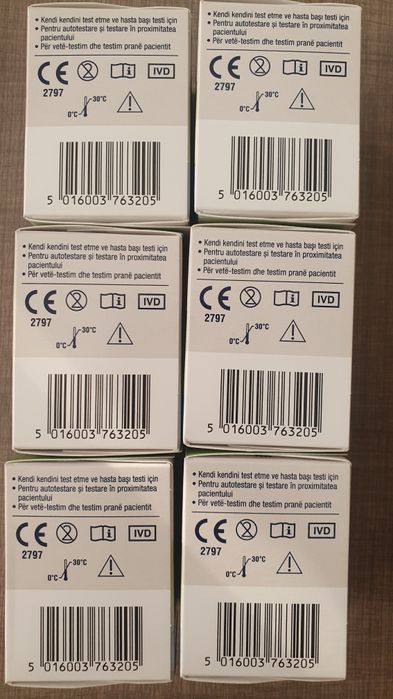 • Kendi kendini test etme ve hasta başı testi için
• Pentru autotestare și testare în proximitatea
pacientului
• Për vetë-testim dhe testim pranë pacientit
CE
2797
IVD
0°C
30°C
5 016003 763205
• Kendi kendini test etme ve hasta başı testi için
• Pentru autotestare și testare în proximitatea
pacientului
• Për vetë-testim dhe testim pranë pacientit
CE
2797
IVD
0°C
30°C
5 016003 763205
• Kendi kendini test etme ve hasta başı testi için
• Pentru autotestare și testare în proximitatea
pacientului
• Për vetë-testim dhe testim pranë pacientit
CE
2797
IVD
0°C
30°C
5 016003 763205
• Kendi kendini test etme ve hasta başı testi için
• Pentru autotestare și testare în proximitatea
pacientului
• Për vetë-testim dhe testim pranë pacientit
CE
2797
IVD
0°C
30°C
5 016003 763205
• Kendi kendini test etme ve hasta başı testi için
• Pentru autotestare și testare în proximitatea
pacientului
• Për vetë-testim dhe testim pranë pacientit
CE
2797
IVD
0°C
30°C
5 016003 763205
• Kendi kendini test etme ve hasta başı testi için
• Pentru autotestare și testare în proximitatea
pacientului
• Për vetë-testim dhe testim pranë pacientit
CE
2797
IVD
0°C
30°C
5 016003 763205